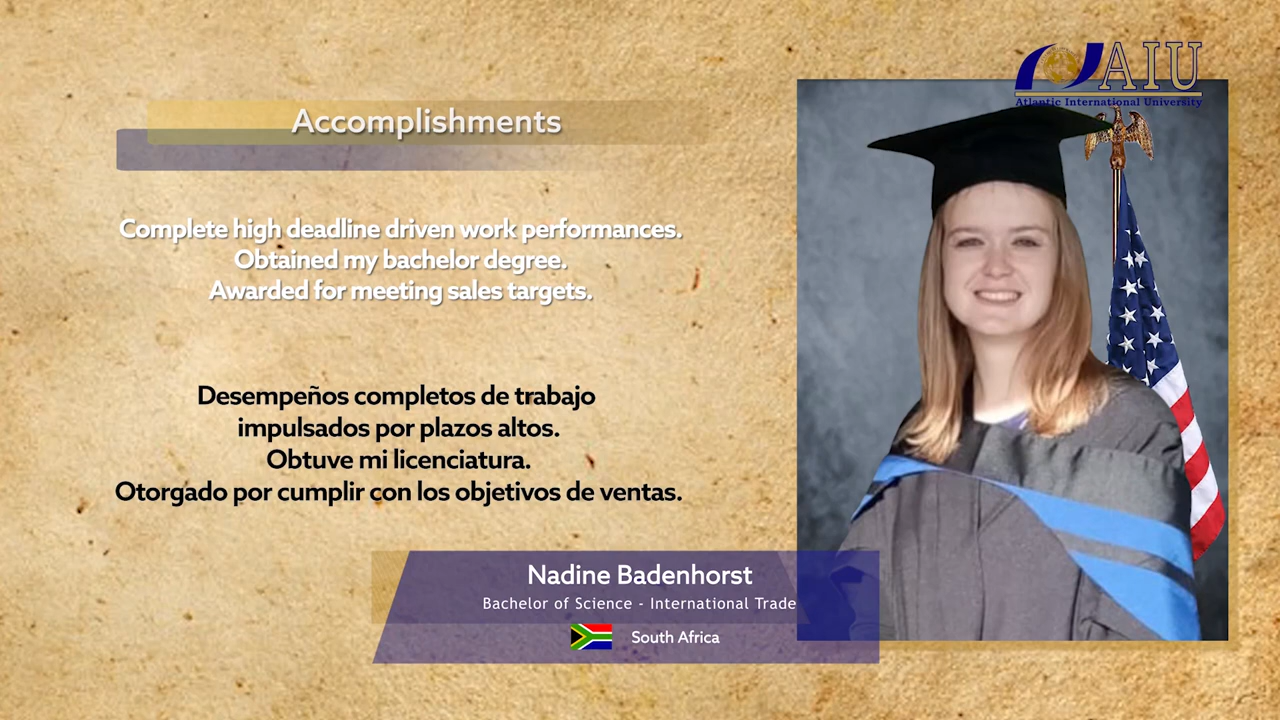 AIU
Atlantic International University
Accomplishments
Complete high deadline driven work performances.
Obtained my bachelor degree.
Awarded for meeting sales targets.
Desempeños completos de trabajo
impulsados por plazos altos.
Obtuve mi licenciatura.
Otorgado por cumplir con los objetivos de ventas.
Nadine Badenhorst
Bachelor of Science - International Trade
South Africa